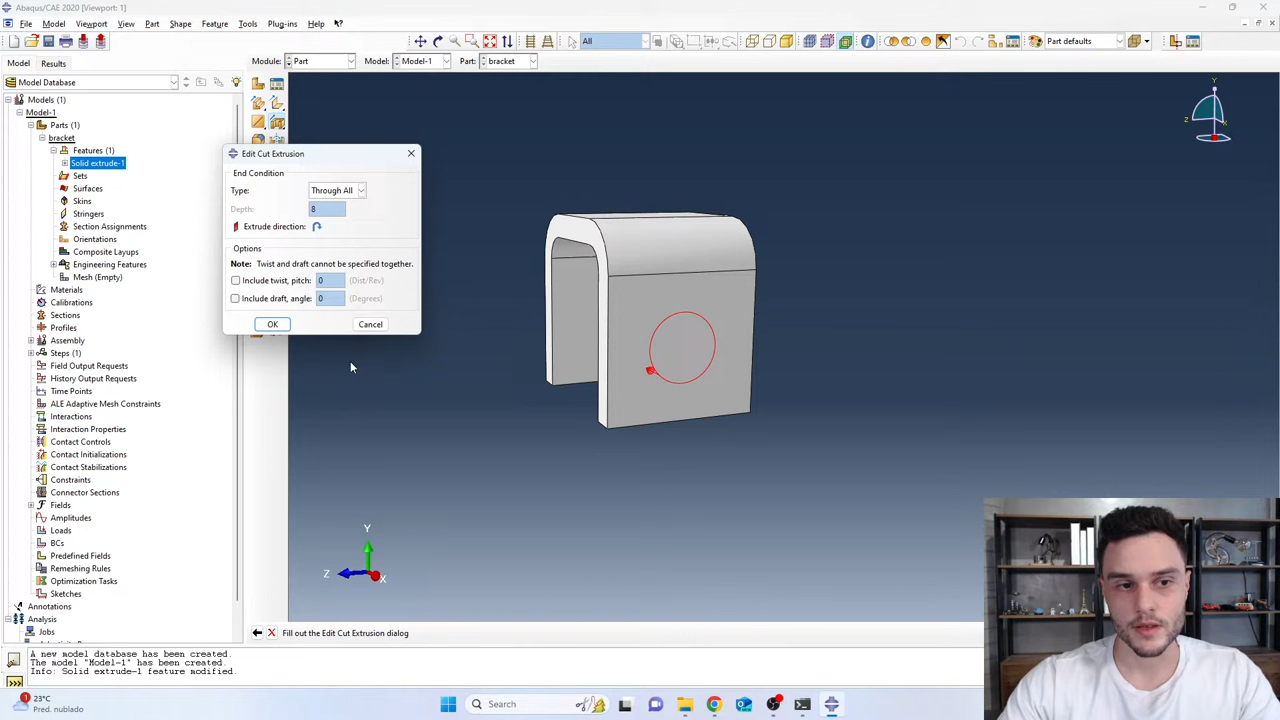 Abaqus/CAE 2020 [Viewport: 1]
File Model Viewport View Part Shape Feature Tools Plug-ins Help
All
Part defaults
Model Results
Module: Part Model: Model-1 Part: bracket
Model Database
Models (1)
Model-1
Parts (1)
bracket
Features (1)
Solid extrude-1
Sets
Surfaces
Skins
Stringers
Section Assignments
Orientations
Composite Layups
Engineering Features
Mesh (Empty)
Materials
Calibrations
Sections
Profiles
Assembly
Steps (1)
Field Output Requests
History Output Requests
Time Points
ALE Adaptive Mesh Constraints
Interactions
Interaction Properties
Contact Controls
Contact Initializations
Contact Stabilizations
Constraints
Connector Sections
Fields
Amplitudes
Loads
BCs
Predefined Fields
Remeshing Rules
Optimization Tasks
Sketches
Annotations
Analysis
Jobs
Edit Cut Extrusion
End Condition
Type: Through All
Depth: 8
Extrude direction:
Options
Note: Twist and draft cannot be specified together.
Include twist, pitch: 0 (Dist/Rev)
Include draft, angle: 0 (Degrees)
OK Cancel
Y
Z
X
Y
Z
X
Fill out the Edit Cut Extrusion dialog
A new model database has been created.
The model "Model-1" has been created.
Info: Solid extrude-1 feature modified.
>>>
1
23°C
Pred. nublado
Search